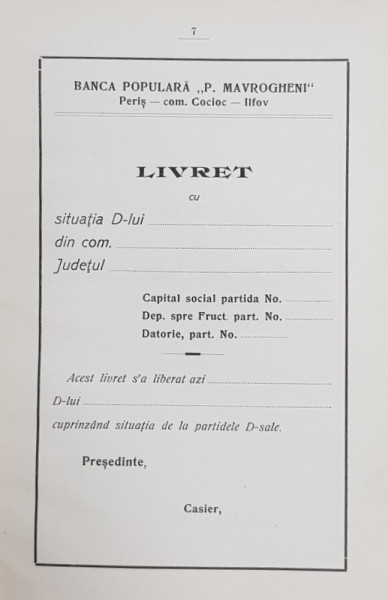 7
BANCA POPULARĂ „P. MAVROGHENI“
Periş — com. Cocioc — Ilfov
LIVRET
cu
situaţia D-lui
din com.
Judeţul
Capital social partida No.
Dep. spre Fruct. part. No.
Datorie, part. No.
Acest livret s'a liberat azi
D-lui
cuprinzând situaţia de la partidele D-sale.
Preşedinte,
Casier,